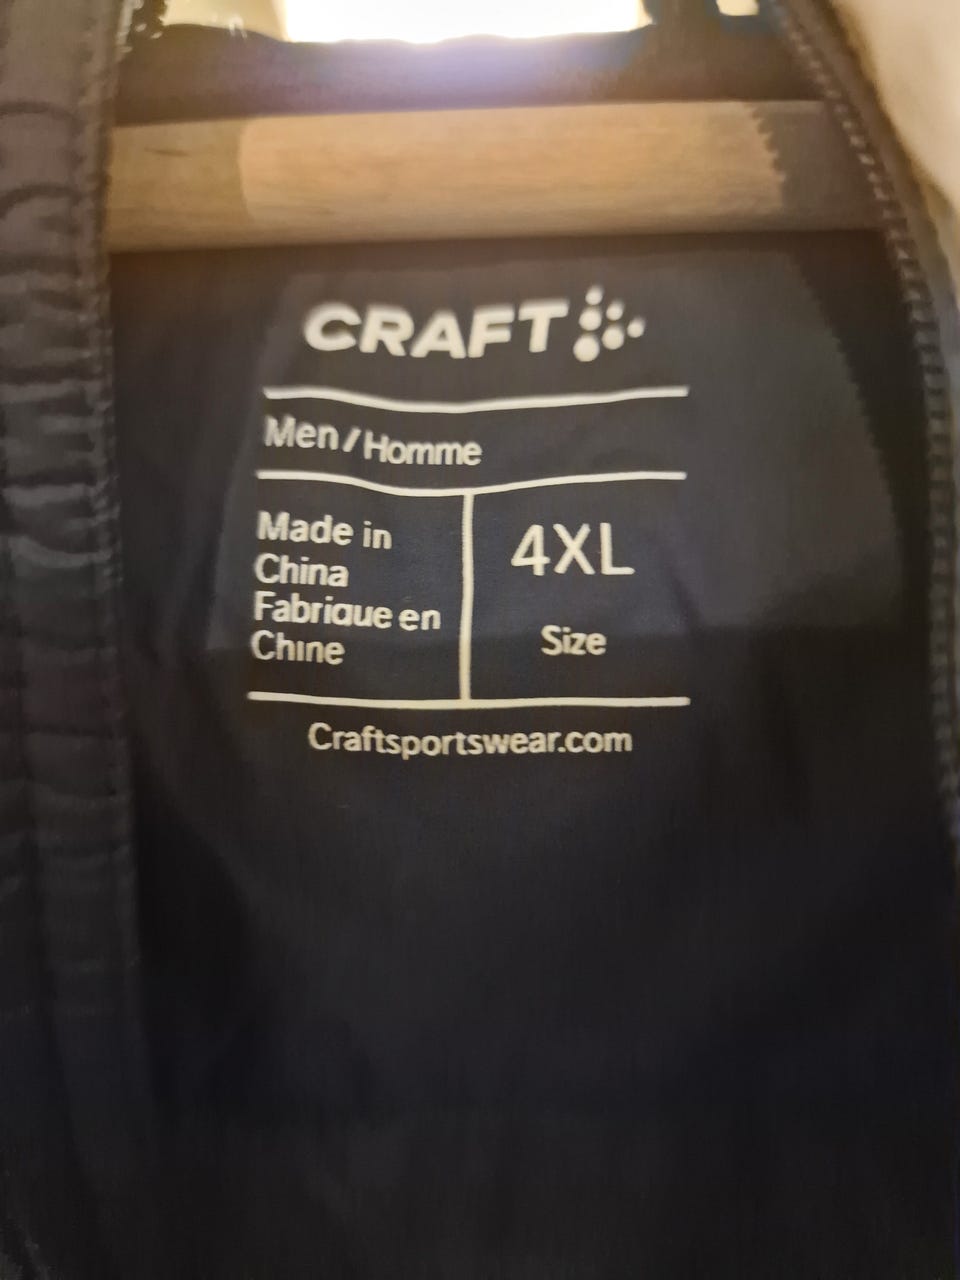 CRAFT
Men / Homme
Made in
China
Fabrique en
Chine
4XL
Size
Craftsportswear.com